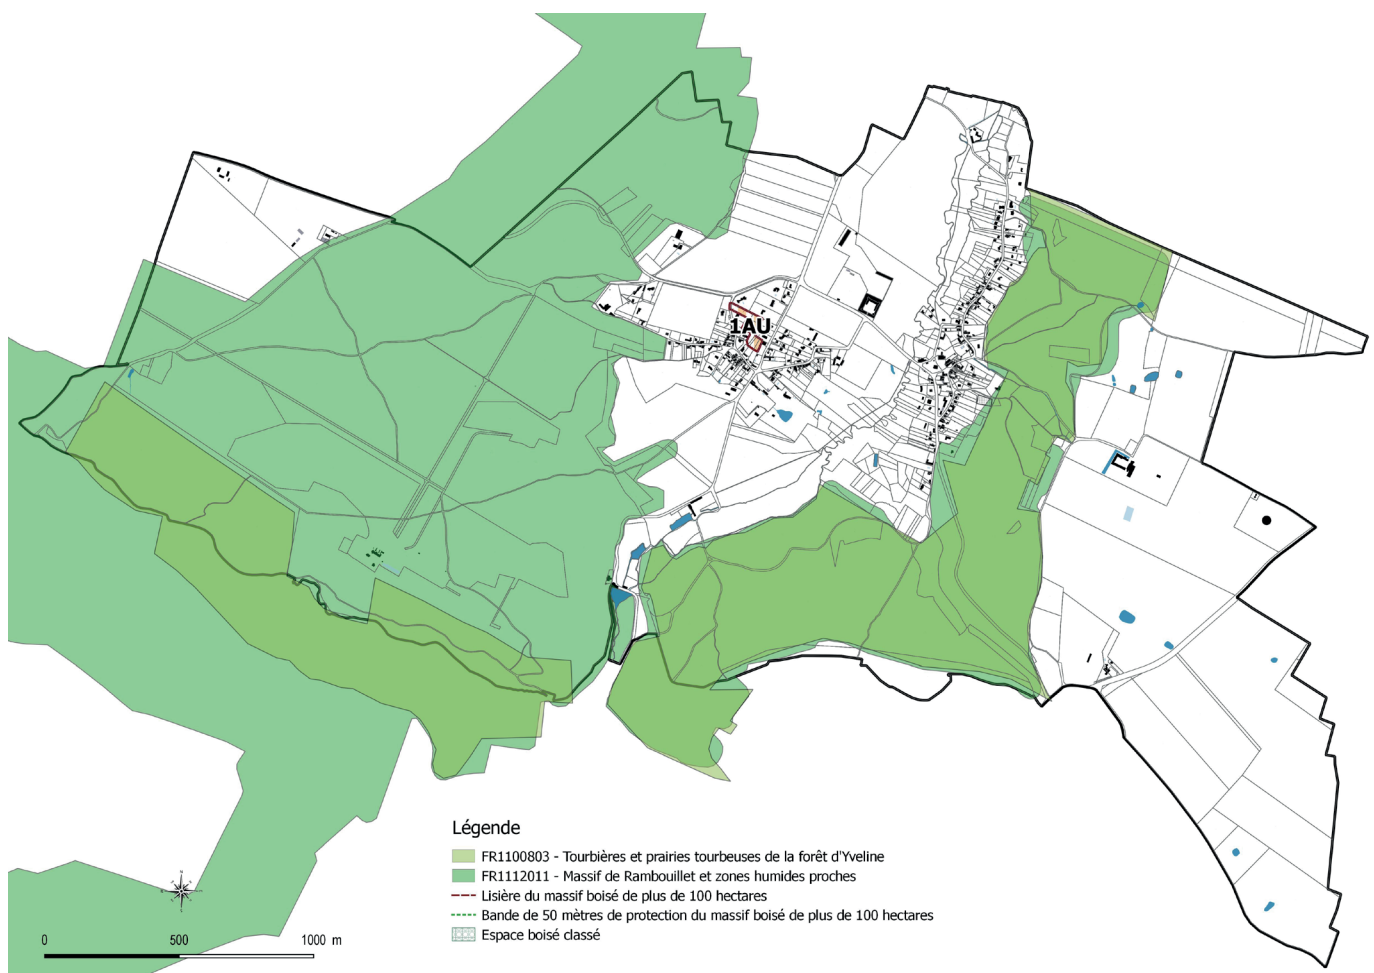 1AU
Légende
FR1100803 - Tourbières et prairies tourbeuses de la forêt d'Yveline
FR1112011 - Massif de Rambouillet et zones humides proches
Lisière du massif boisé de plus de 100 hectares
Bande de 50 mètres de protection du massif boisé de plus de 100 hectares
Espace boisé classé
0 500 1000 m